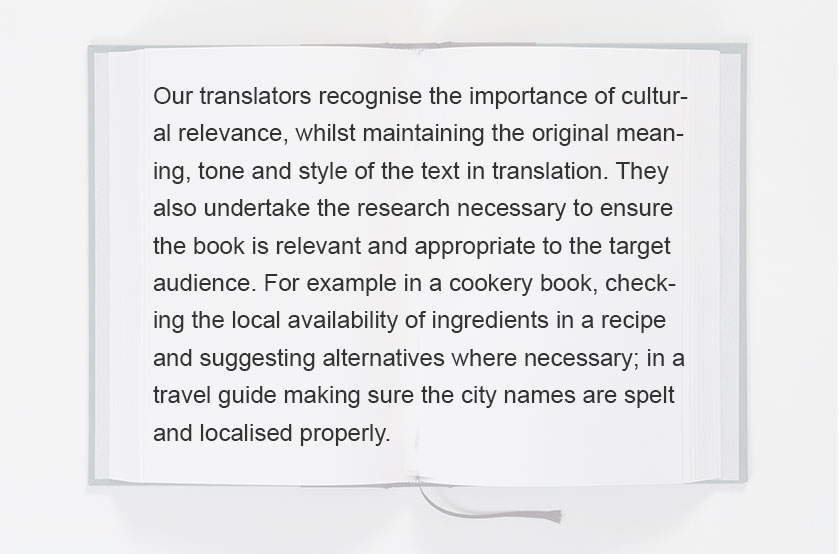 Our translators recognise the importance of cultur-
al relevance, whilst maintaining the original mean-
ing, tone and style of the text in translation. They
also undertake the research necessary to ensure
the book is relevant and appropriate to the target
audience. For example in a cookery book, check-
ing the local availability of ingredients in a recipe
and suggesting alternatives where necessary; in a
travel guide making sure the city names are spelt
and localised properly.